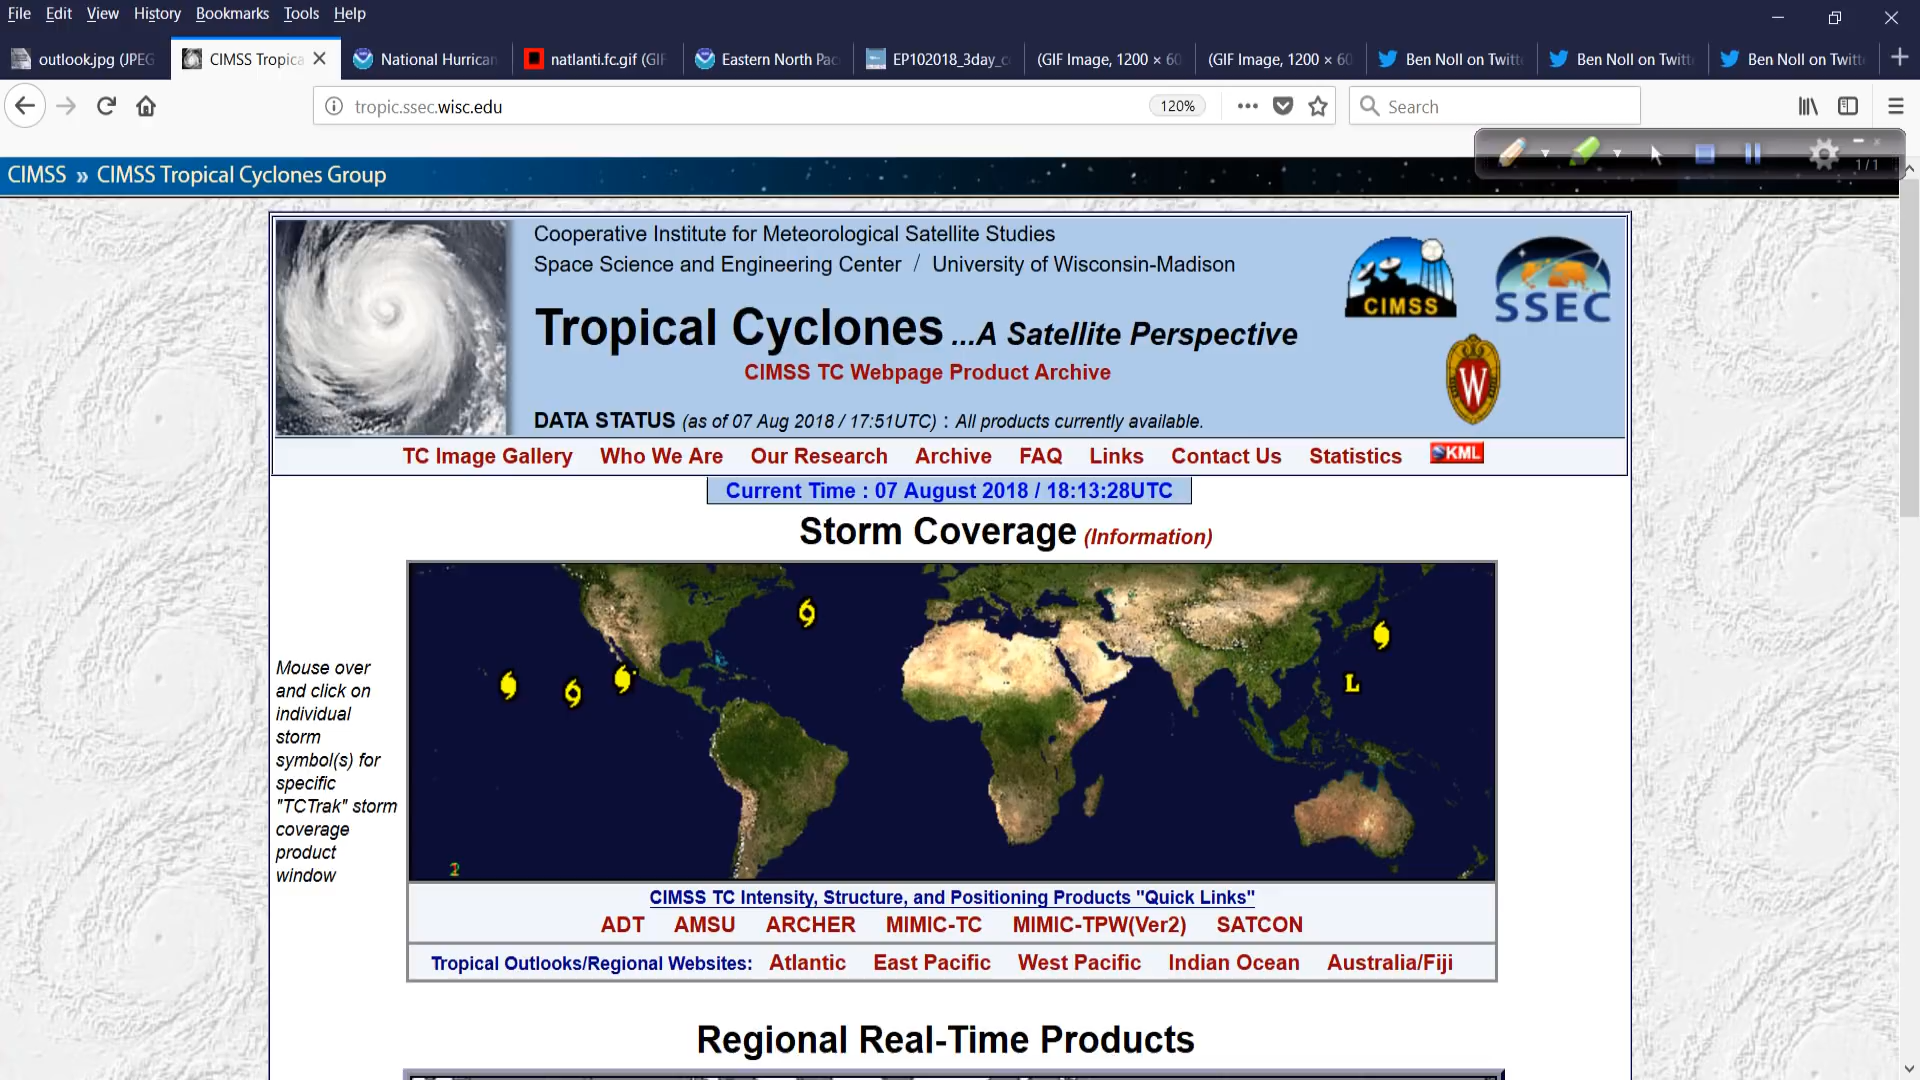 File Edit View History Bookmarks Tools Help
outlook.jpg (JPEG
CIMSS Tropica
National Hurrican
natlanti.fc.gif (GIF
Eastern North Pac
EP102018_3day_c
(GIF Image, 1200 × 60
(GIF Image, 1200 × 60
Ben Noll on Twitt
Ben Noll on Twitt
Ben Noll on Twitt
tropic.ssec.wisc.edu
120%
Search
1/1
CIMSS » CIMSS Tropical Cyclones Group
Cooperative Institute for Meteorological Satellite Studies
Space Science and Engineering Center / University of Wisconsin-Madison
Tropical Cyclones ...A Satellite Perspective
CIMSS TC Webpage Product Archive
DATA STATUS (as of 07 Aug 2018 / 17:51UTC) : All products currently available.
CIMSS
SSEC
W
TC Image Gallery Who We Are Our Research Archive FAQ Links Contact Us Statistics KML
Current Time : 07 August 2018 / 18:13:28UTC
Storm Coverage (Information)
Mouse over
and click on
individual
storm
symbol(s) for
specific
"TCTrak" storm
coverage
product
window
L
2
CIMSS TC Intensity, Structure, and Positioning Products "Quick Links"
ADT AMSU ARCHER MIMIC-TC MIMIC-TPW(Ver2) SATCON
Tropical Outlooks/Regional Websites: Atlantic East Pacific West Pacific Indian Ocean Australia/Fiji
Regional Real-Time Products